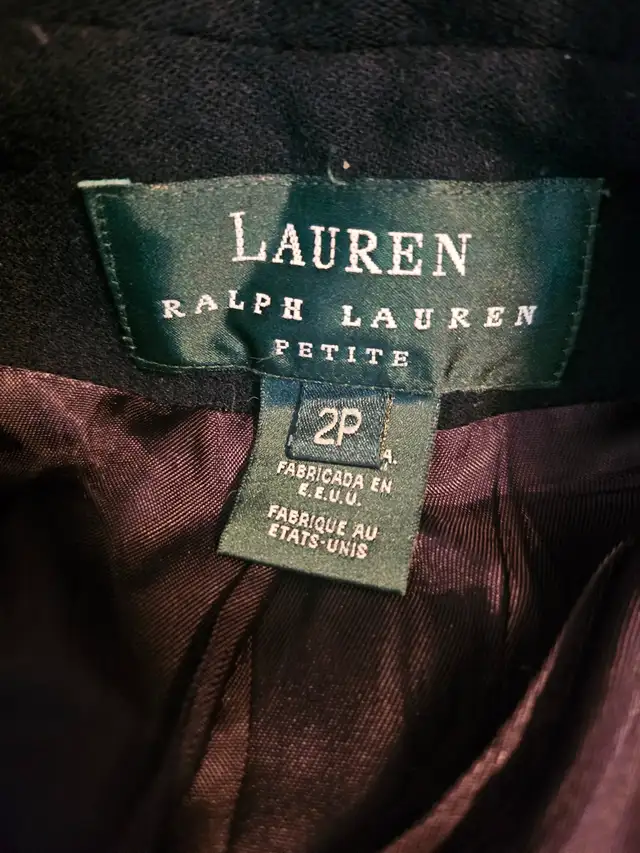 LAUREN
RALPH LAUREN
PETITE
2P
A.
FABRICADA EN
E.E.U.U.
FABRIQUE AU
ETATS-UNIS